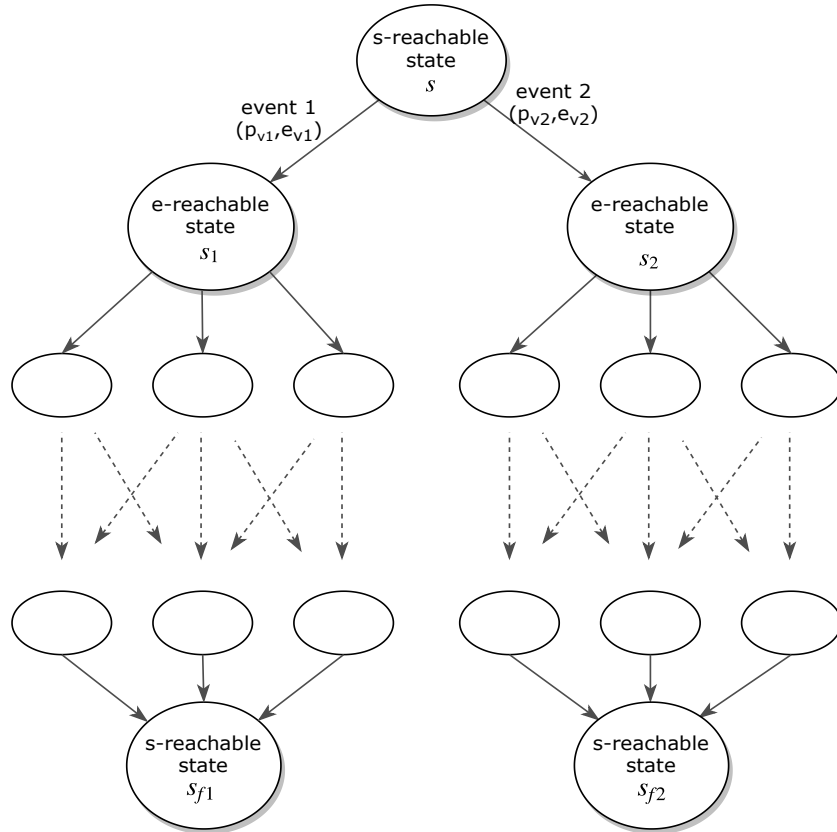 s-reachable
state
s
event 1
(pv1,ev1)
event 2
(pv2,ev2)
e-reachable
state
s1
e-reachable
state
s2
s-reachable
state
sf1
s-reachable
state
sf2